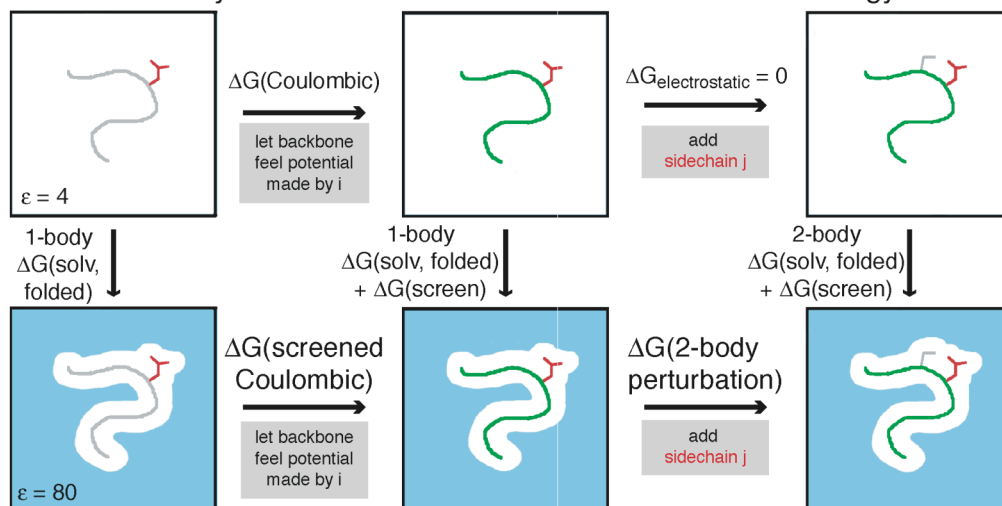 ΔG(Coulombic)
let backbone
feel potential
made by i
ΔGelectrostatic = 0
add
sidechain j
ε = 4
1-body
ΔG(solv,
folded)
1-body
ΔG(solv, folded)
+ ΔG(screen)
2-body
ΔG(solv, folded)
+ ΔG(screen)
ΔG(screened
Coulombic)
let backbone
feel potential
made by i
ΔG(2-body
perturbation)
add
sidechain j
ε = 80